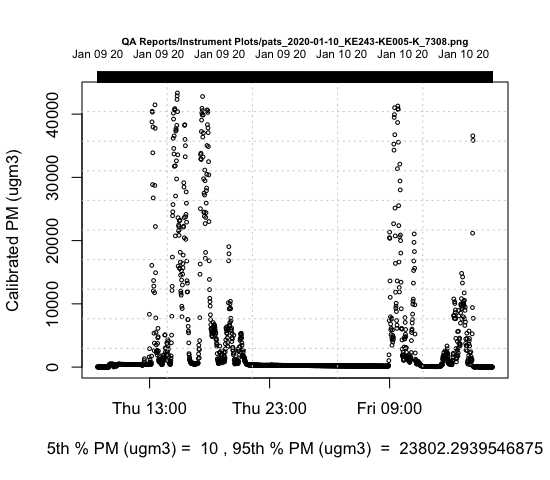 QA Reports/Instrument Plots/pats_2020-01-10_KE243-KE005-K_7308.png
Jan 09 20 Jan 09 20 Jan 09 20 Jan 09 20 Jan 10 20 Jan 10 20 Jan 10 20
40000
30000
20000
10000
0
Calibrated PM (ugm3)
Thu 13:00 Thu 23:00 Fri 09:00
5th % PM (ugm3) = 10 , 95th % PM (ugm3) = 23802.2939546875